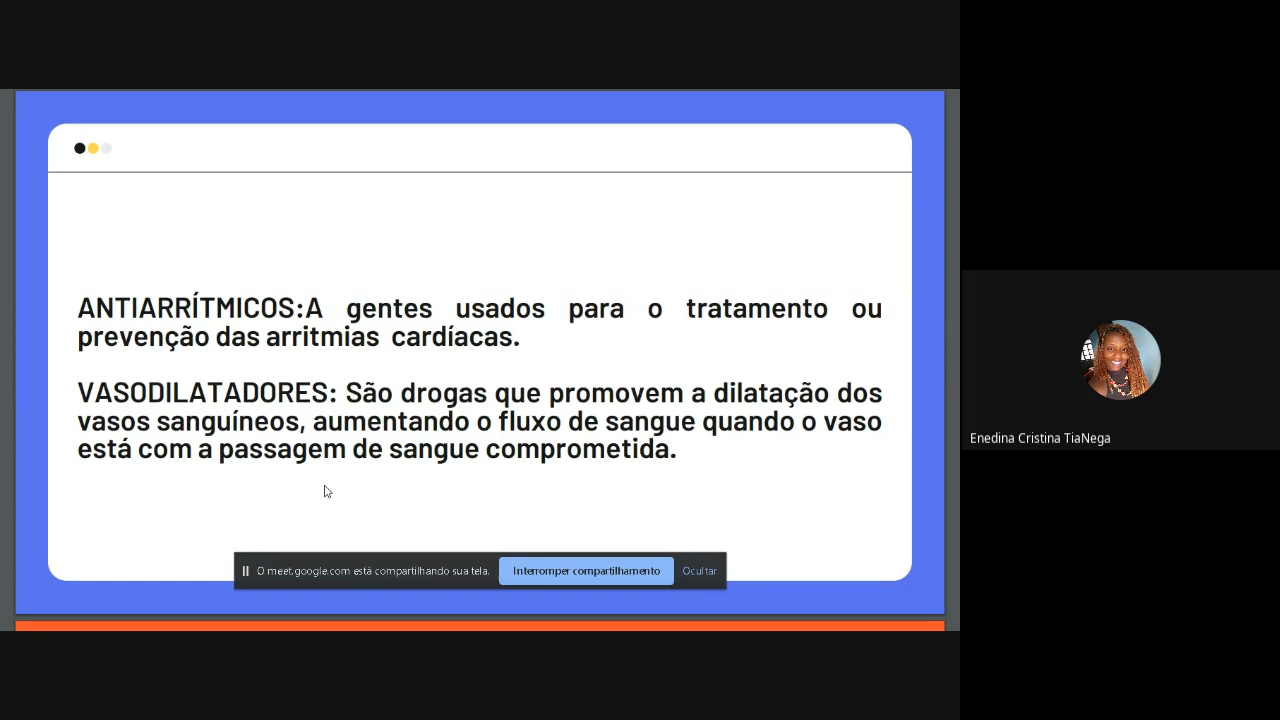 ANTIARRÍTMICOS:A gentes usados para o tratamento ou
prevenção das arritmias cardíacas.
VASODILATADORES: São drogas que promovem a dilatação dos
vasos sanguíneos, aumentando o fluxo de sangue quando o vaso
está com a passagem de sangue comprometida.
O meet.google.com está compartilhando sua tela. Interromper compartilhamento Ocultar
Enedina Cristina TiaNega